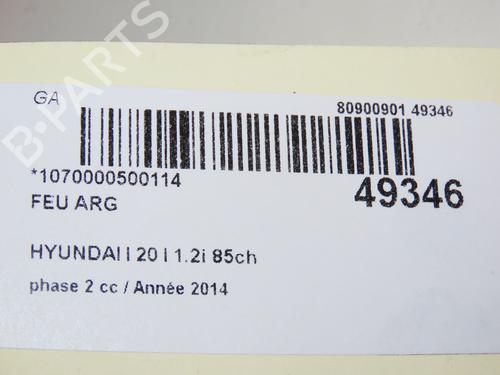 GA
80900901 49346
*1070000500114
49346
FEU ARG
HYUNDAI I 20 I 1.2i 85ch
phase 2 cc / Année 2014
B-PARTS